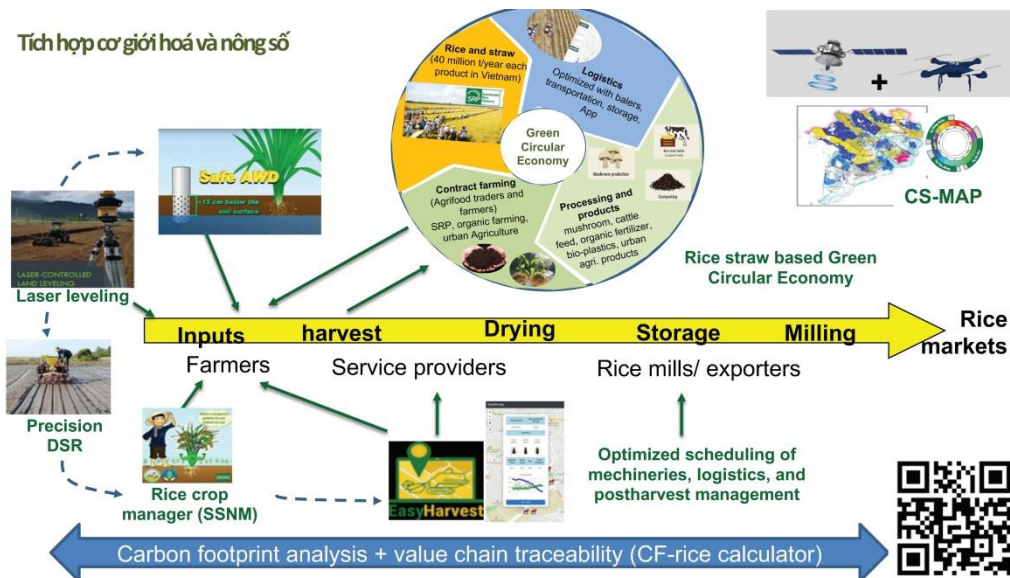 Tích hợp cơ giới hoá và nông số
Rice and straw
(40 million t/year each
product in Vietnam)
SRP
Logistics
Optimized with balers,
transportation, storage,
App
Green
Circular
Economy
Contract farming
(Agrifood traders and
farmers)
SRP, organic farming,
urban Agriculture
Mushroom production
Composting
Processing and
products
mushroom, cattle
feed, organic fertilizer,
bio-plastics, urban
agri. products
+
CS-MAP
Rice straw based Green
Circular Economy
Safe AWD
~15 cm below the
soil surface
LASER-CONTROLLED
LAND LEVELING
Laser leveling
Inputs
harvest
Drying
Storage
Milling
Rice
markets
Farmers
Service providers
Rice mills/ exporters
Precision
DSR
Rice crop
manager (SSNM)
EasyHarvest
Optimized scheduling of
mechineries, logistics, and
postharvest management
Carbon footprint analysis + value chain traceability (CF-rice calculator)